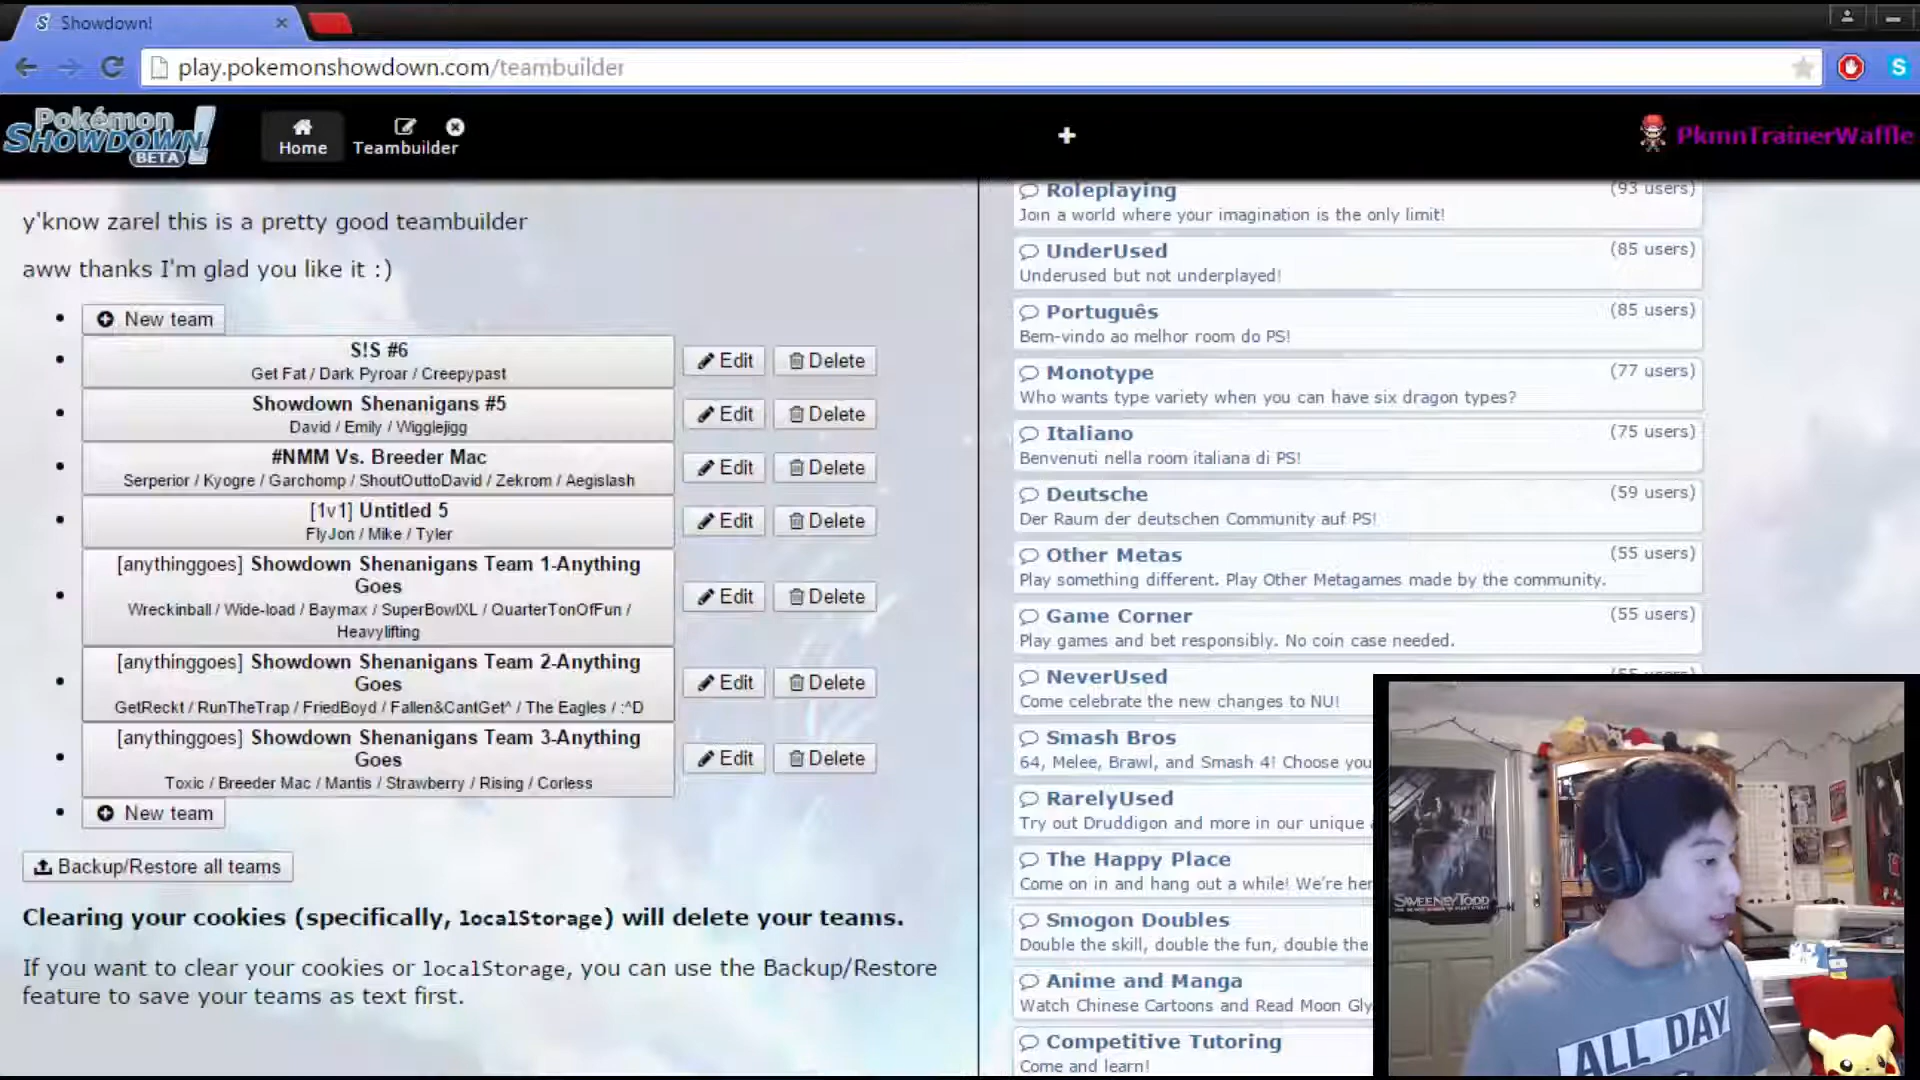 Showdown!
play.pokemonshowdown.com/teambuilder
S
Pokémon
SHOWDOWN!
BETA
Home
Teambuilder
PkmnTrainerWaffle
y'know zarel this is a pretty good teambuilder
aww thanks I'm glad you like it :)
New team
S!S #6
Get Fat / Dark Pyroar / Creepypast
Edit
Delete
Showdown Shenanigans #5
David / Emily / Wigglejigg
Edit
Delete
#NMM Vs. Breeder Mac
Serperior / Kyogre / Garchomp / ShoutOuttoDavid / Zekrom / Aegislash
Edit
Delete
[1v1] Untitled 5
FlyJon / Mike / Tyler
Edit
Delete
[anythinggoes] Showdown Shenanigans Team 1-Anything
Goes
Wreckinball / Wide-load / Baymax / SuperBowlXL / QuarterTonOfFun /
Heavylifting
Edit
Delete
[anythinggoes] Showdown Shenanigans Team 2-Anything
Goes
GetReckt / RunTheTrap / FriedBoyd / Fallen&CantGet^ / The Eagles / :^D
Edit
Delete
[anythinggoes] Showdown Shenanigans Team 3-Anything
Goes
Toxic / Breeder Mac / Mantis / Strawberry / Rising / Corless
Edit
Delete
New team
Backup/Restore all teams
Clearing your cookies (specifically, localStorage) will delete your teams.
If you want to clear your cookies or localStorage, you can use the Backup/Restore
feature to save your teams as text first.
Roleplaying
(93 users)
Join a world where your imagination is the only limit!
UnderUsed
(85 users)
Underused but not underplayed!
Português
(85 users)
Bem-vindo ao melhor room do PS!
Monotype
(77 users)
Who wants type variety when you can have six dragon types?
Italiano
(75 users)
Benvenuti nella room italiana di PS!
Deutsche
(59 users)
Der Raum der deutschen Community auf PS!
Other Metas
(55 users)
Play something different. Play Other Metagames made by the community.
Game Corner
(55 users)
Play games and bet responsibly. No coin case needed.
NeverUsed
Come celebrate the new changes to NU!
Smash Bros
64, Melee, Brawl, and Smash 4! Choose you
RarelyUsed
Try out Druddigon and more in our unique
The Happy Place
Come on in and hang out a while! We're her
Smogon Doubles
Double the skill, double the fun, double the
Anime and Manga
Watch Chinese Cartoons and Read Moon Gly
Competitive Tutoring
Come and learn!
SWEENEY TODD
ALL DAY